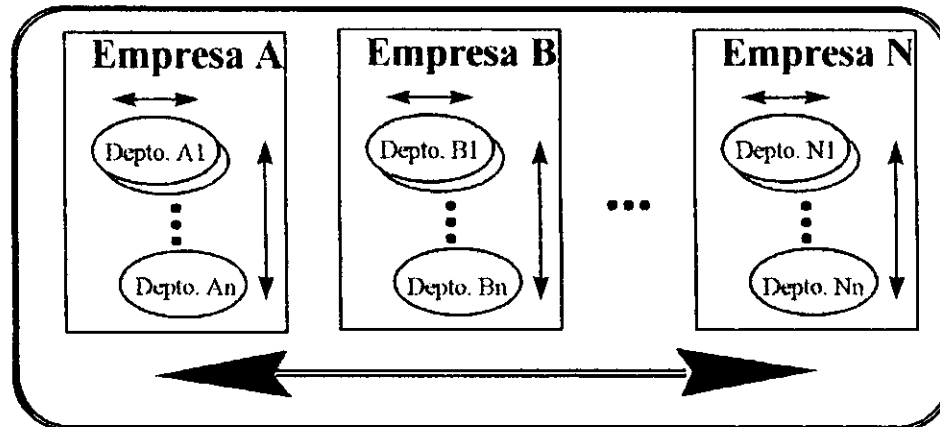 Empresa A
Empresa B
Empresa N
Depto. A1
Depto. B1
Depto. N1
Depto. An
Depto. Bn
Depto. Nn